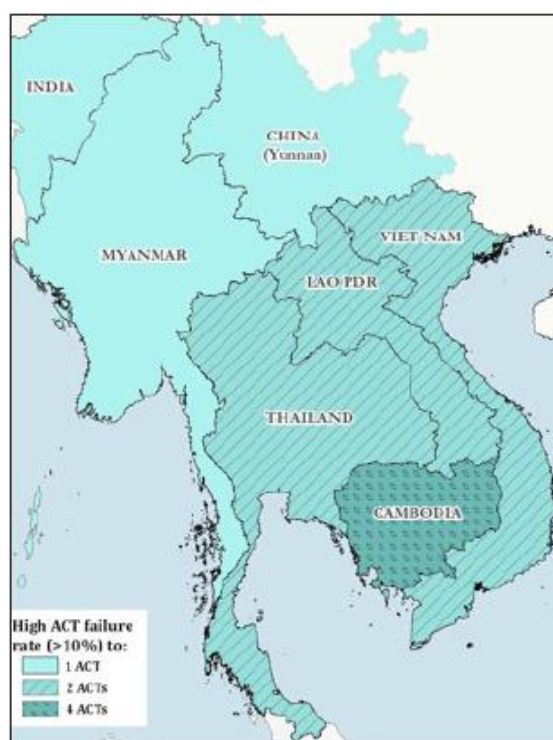 INDIA
CHINA
(Yunnan)
MYANMAR
VIET NAM
LAO PDR
THAILAND
CAMBODIA
High ACT failure
rate (>10%) to:
1 ACT
2 ACTs
4 ACTs